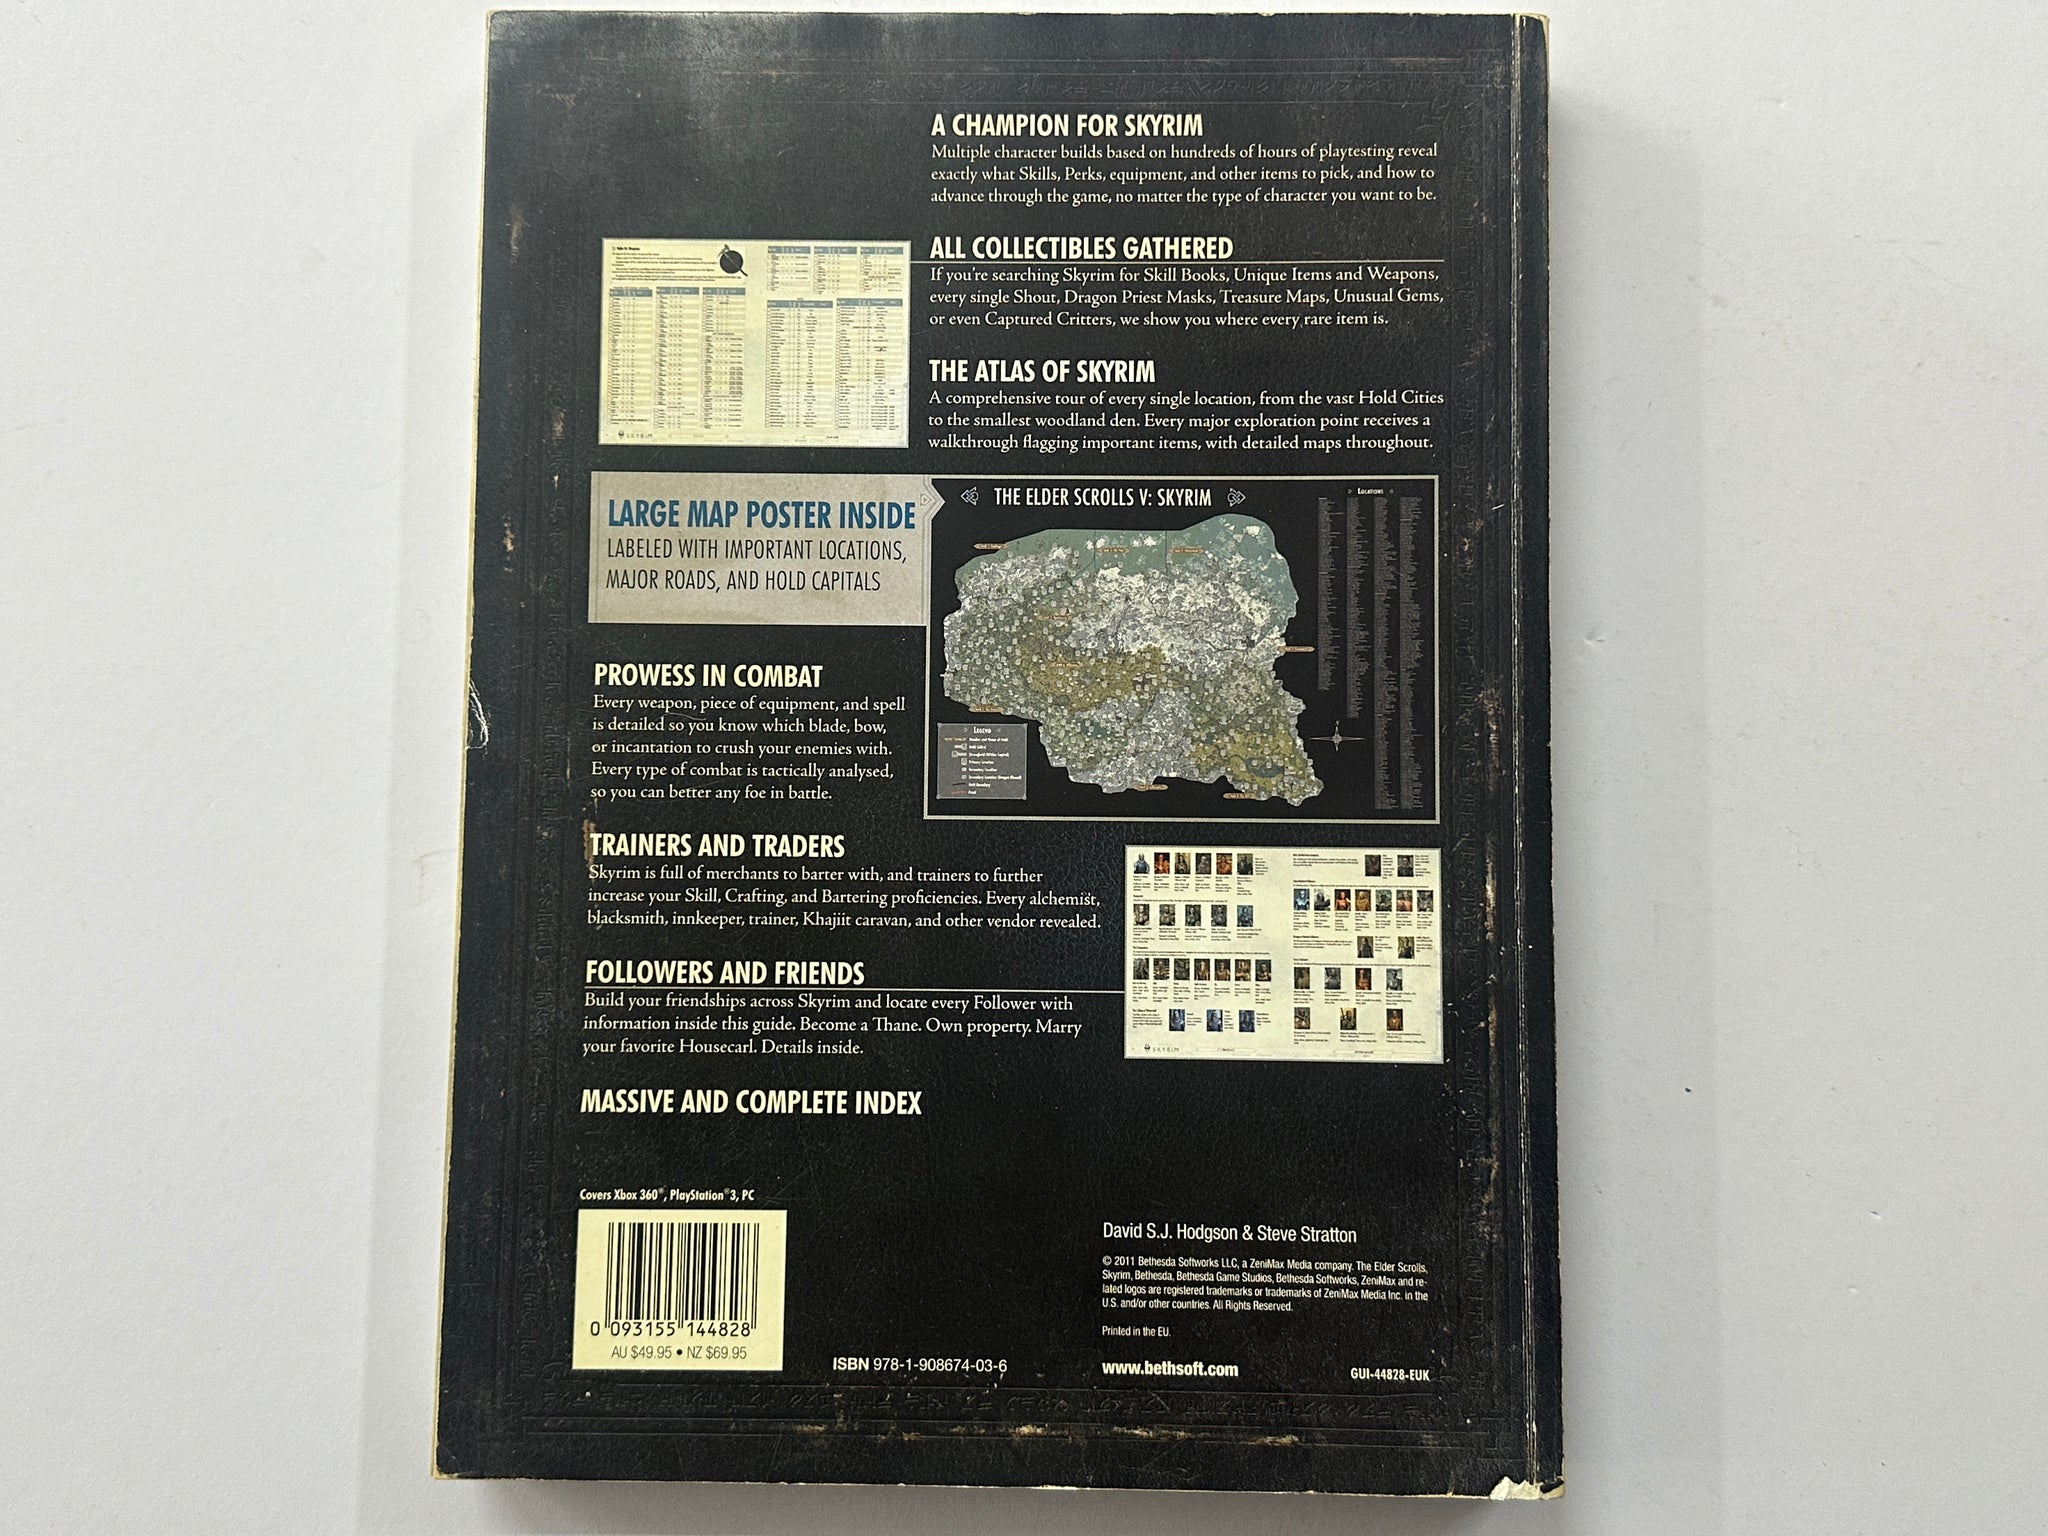 A CHAMPION FOR SKYRIM
Multiple character builds based on hundreds of hours of playtesting reveal
exactly what Skills, Perks, equipment, and other items to pick, and how to
advance through the game, no matter the type of character you want to be.
ALL COLLECTIBLES GATHERED
If you're searching Skyrim for Skill Books, Unique Items and Weapons,
every single Shout, Dragon Priest Masks, Treasure Maps, Unusual Gems,
or even Captured Critters, we show you where every rare item is.
SKYRIM
THE ATLAS OF SKYRIM
A comprehensive tour of every single location, from the vast Hold Cities
to the smallest woodland den. Every major exploration point receives a
walkthrough flagging important items, with detailed maps throughout.
LARGE MAP POSTER INSIDE
LABELED WITH IMPORTANT LOCATIONS,
MAJOR ROADS, AND HOLD CAPITALS
THE ELDER SCROLLS V: SKYRIM
LOCATIONS
LEGEND
PROWESS IN COMBAT
Every weapon, piece of equipment, and spell
is detailed so you know which blade, bow,
or incantation to crush your enemies with.
Every type of combat is tactically analysed,
so you can better any foe in battle.
TRAINERS AND TRADERS
Skyrim is full of merchants to barter with, and trainers to further
increase your Skill, Crafting, and Bartering proficiencies. Every alchemist,
blacksmith, innkeeper, trainer, Khajiit caravan, and other vendor revealed.
FOLLOWERS AND FRIENDS
Build your friendships across Skyrim and locate every Follower with
information inside this guide. Become a Thane. Own property. Marry
your favorite Housecarl. Details inside.
SKYRIM
MASSIVE AND COMPLETE INDEX
Covers Xbox 360®, PlayStation®3, PC
0 093155 144828
AU $49.95 • NZ $69.95
ISBN 978-1-908674-03-6
David S.J. Hodgson & Steve Stratton
© 2011 Bethesda Softworks LLC, a ZeniMax Media company. The Elder Scrolls,
Skyrim, Bethesda, Bethesda Game Studios, Bethesda Softworks, ZeniMax and re-
lated logos are registered trademarks or trademarks of ZeniMax Media Inc. in the
U.S. and/or other countries. All Rights Reserved.
Printed in the EU.
www.bethsoft.com
GUI-44828-EUK